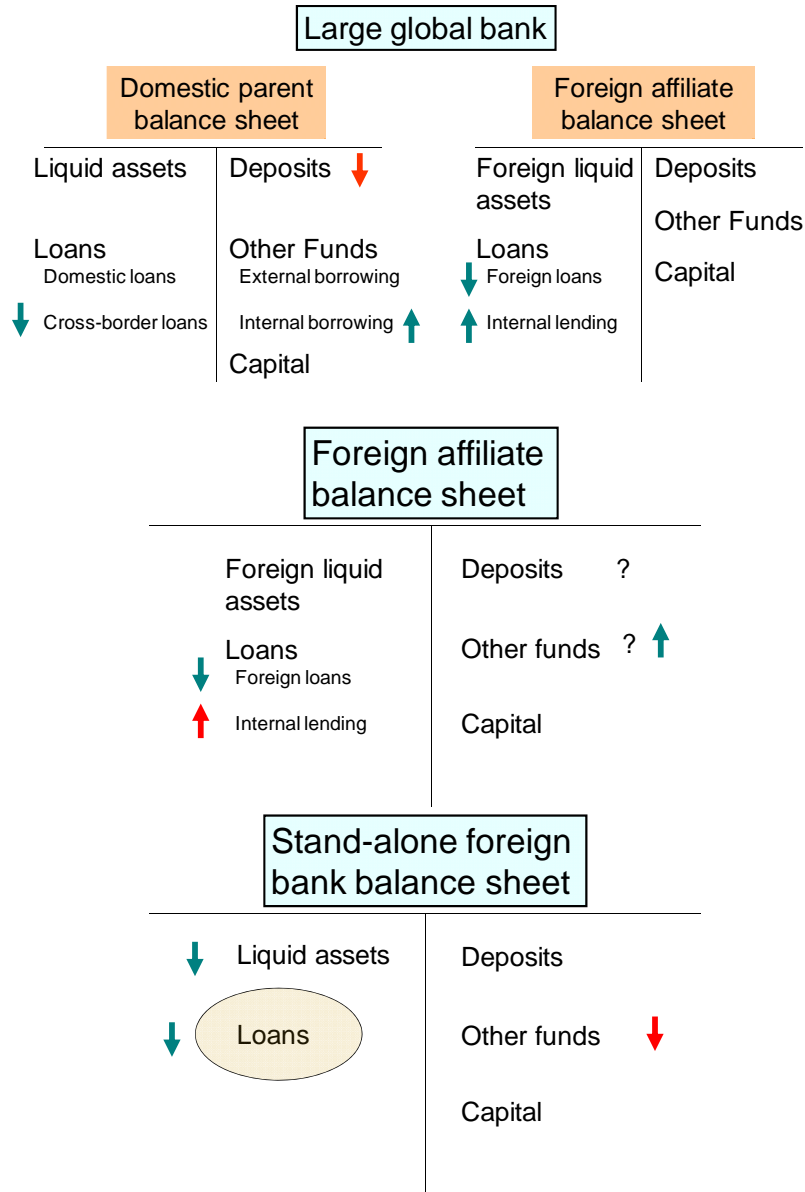 Large global bank
Domestic parent
balance sheet
Liquid assets
Deposits
Loans
Domestic loans
Cross-border loans
Other Funds
External borrowing
Internal borrowing
Capital
Foreign affiliate
balance sheet
Foreign liquid
assets
Deposits
Other Funds
Loans
Foreign loans
Internal lending
Capital
Foreign affiliate
balance sheet
Foreign liquid
assets
Deposits ?
Loans
Foreign loans
Internal lending
Other funds ?
Capital
Stand-alone foreign
bank balance sheet
Liquid assets
Deposits
Loans
Other funds
Capital